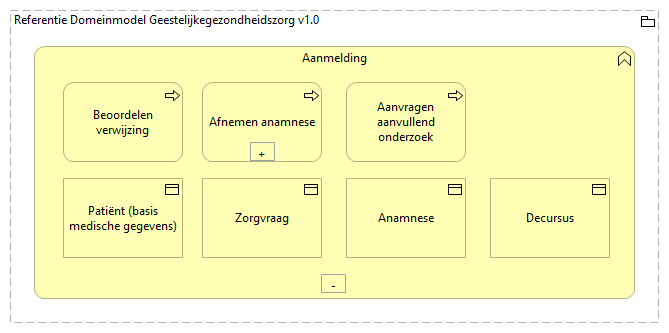 Referentie Domeinmodel Geestelijkegezondheidszorg v1.0
Aanmelding
Beoordelen
verwijzing
Afnemen anamnese
+
Aanvragen
aanvullend
onderzoek
Patiënt (basis
medische gegevens)
Zorgvraag
Anamnese
Decursus
-